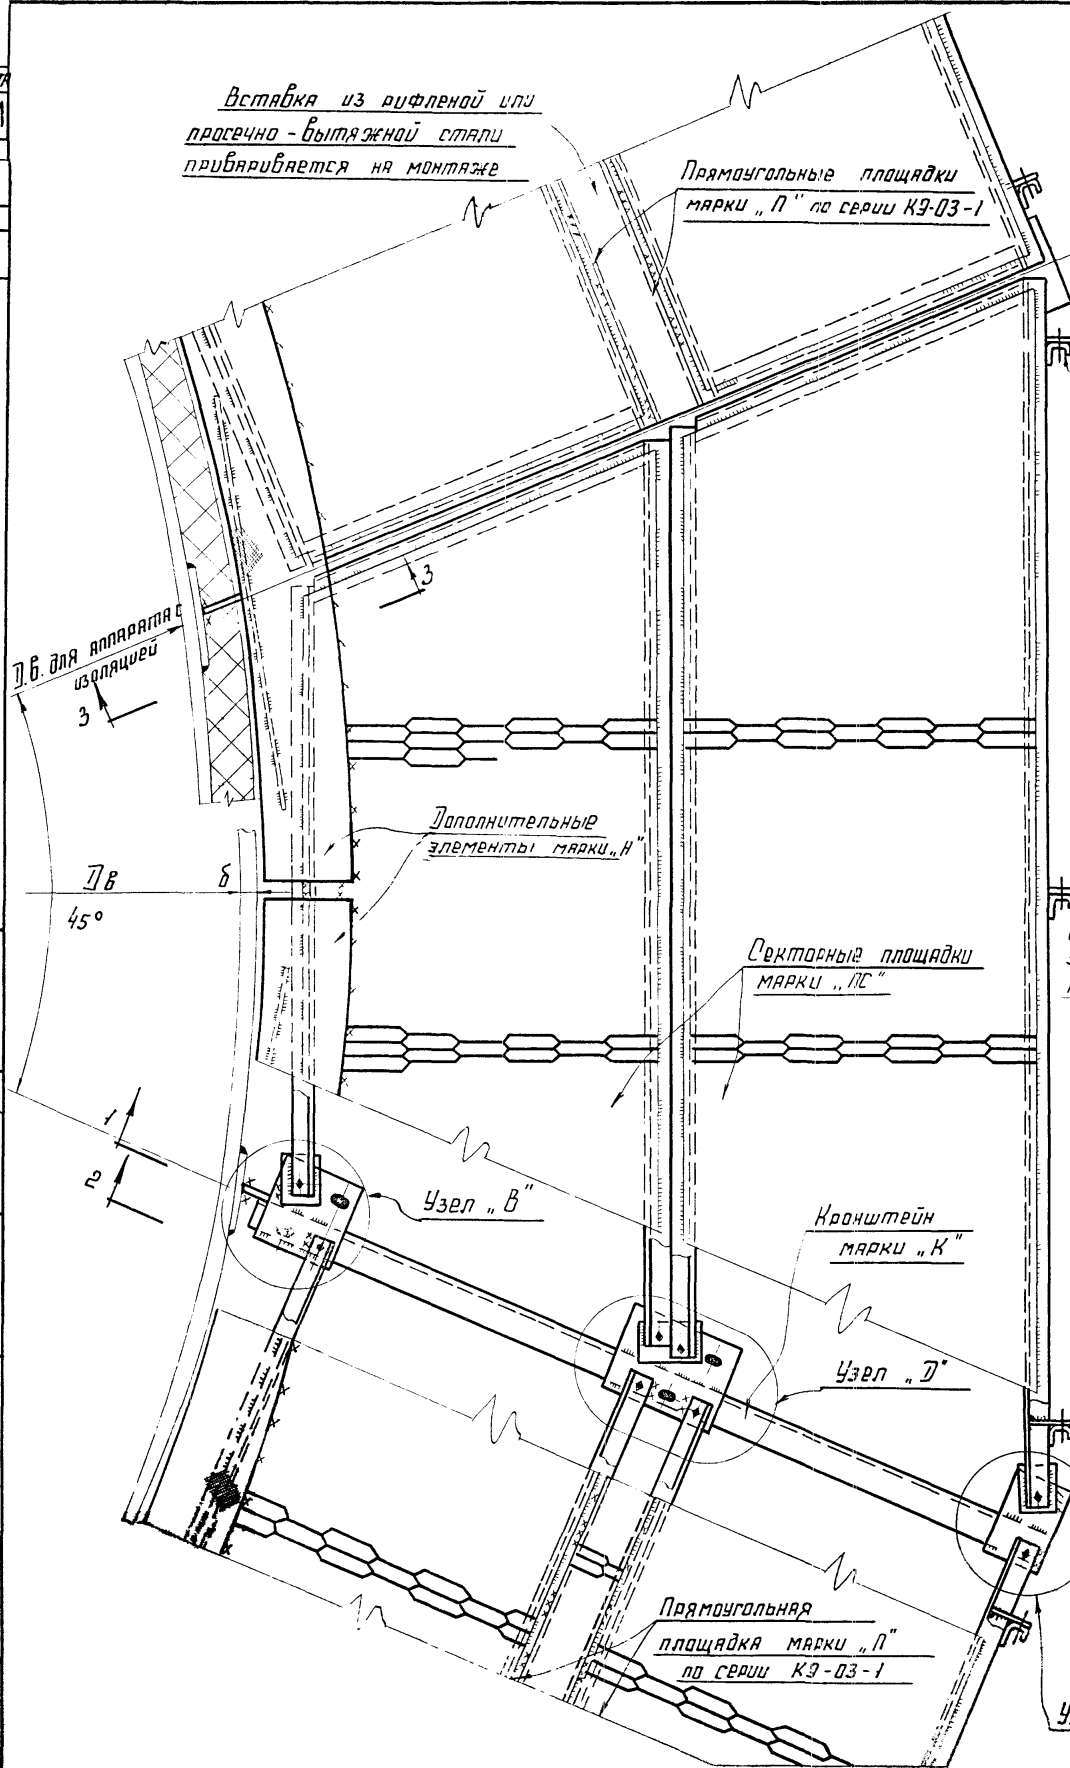 Вставка из рифленой или
просечно-вытяжной стали
приваривается на монтаже
Прямоугольные площадки
марки „П" по серии КЭ-03-1
3
Д.в. для аппарата с
изоляцией
3
Дополнительные
элементы марки „Н"
Дв
б
45°
Секторные площадки
марки „ПС"
1
2
Узел „В"
Кронштейн
марки „К"
Узел „D"
Прямоугольная
площадка марки „П"
по серии КЭ-03-1